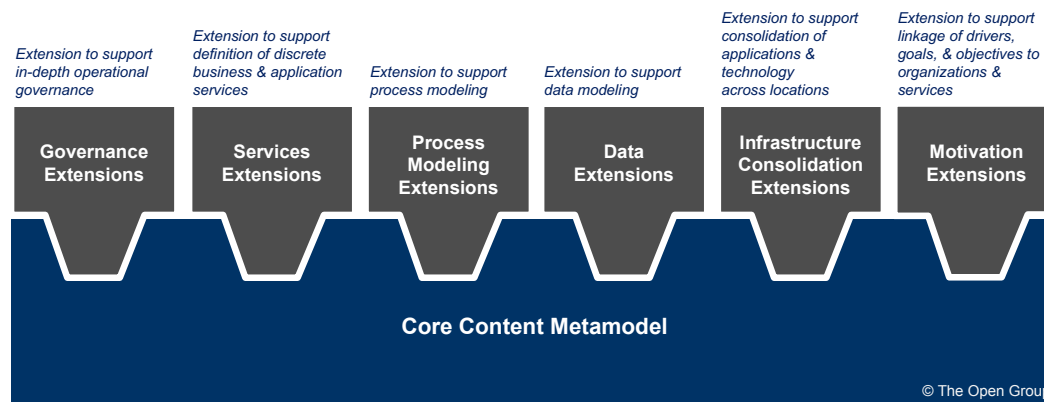 Extension to support
in-depth operational
governance
Extension to support
definition of discrete
business & application
services
Extension to support
process modeling
Extension to support
data modeling
Extension to support
consolidation of
applications &
technology
across locations
Extension to support
linkage of drivers,
goals, & objectives to
organizations &
services
Governance
Extensions
Services
Extensions
Process
Modeling
Extensions
Data
Extensions
Infrastructure
Consolidation
Extensions
Motivation
Extensions
Core Content Metamodel
© The Open Group